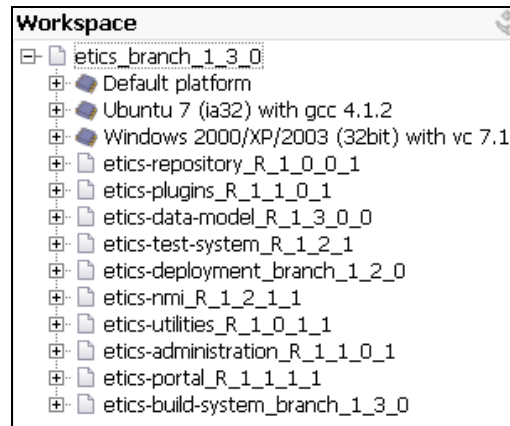 Workspace
etics_branch_1_3_0
Default platform
Ubuntu 7 (ia32) with gcc 4.1.2
Windows 2000/XP/2003 (32bit) with vc 7.1
etics-repository_R_1_0_0_1
etics-plugins_R_1_1_0_1
etics-data-model_R_1_3_0_0
etics-test-system_R_1_2_1
etics-deployment_branch_1_2_0
etics-nmi_R_1_2_1_1
etics-utilities_R_1_0_1_1
etics-administration_R_1_1_0_1
etics-portal_R_1_1_1_1
etics-build-system_branch_1_3_0